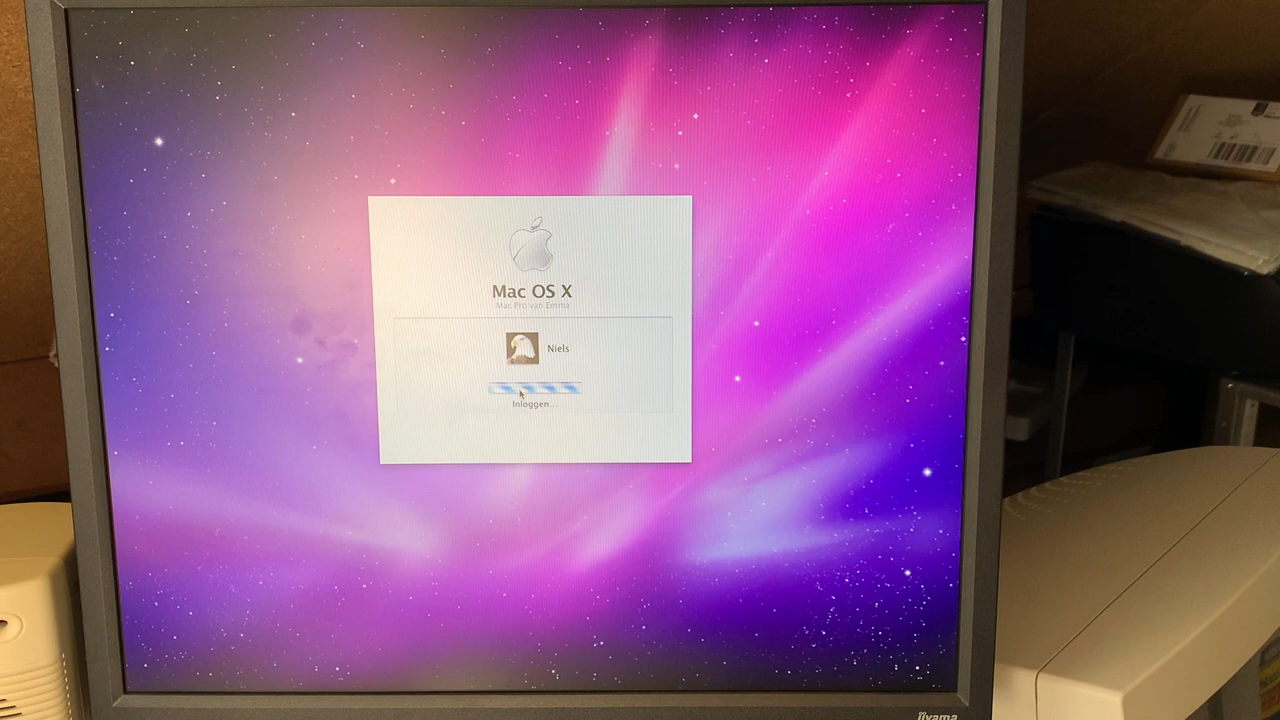 Mac OS X
Mac Pro van Emma
Niels
Inloggen...
iiyama